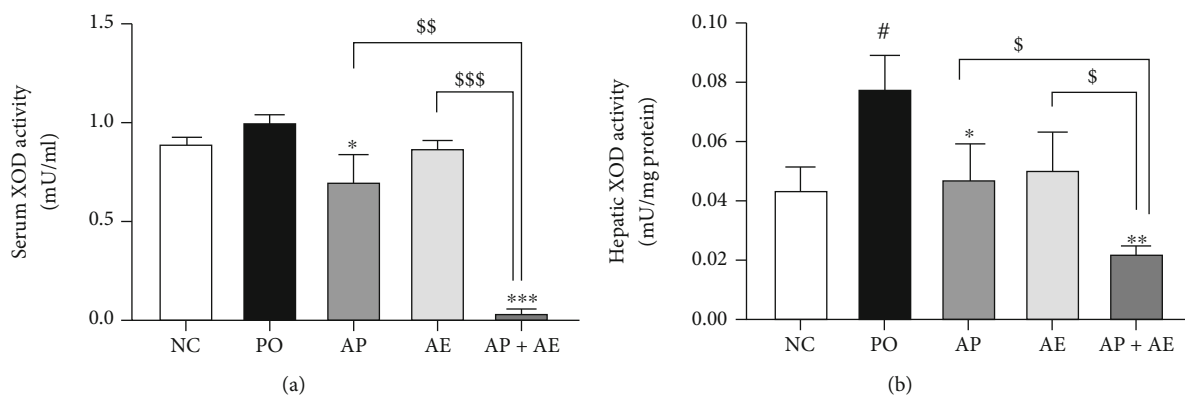 Serum XOD activity
(mU/ml)
1.5
1.0
0.5
0.0
$$
$$$
*
***
NC PO AP AE AP + AE
(a)
Hepatic XOD activity
(mU/mg protein)
0.10
0.08
0.06
0.04
0.02
0.00
#
$
$
*
**
NC PO AP AE AP + AE
(b)